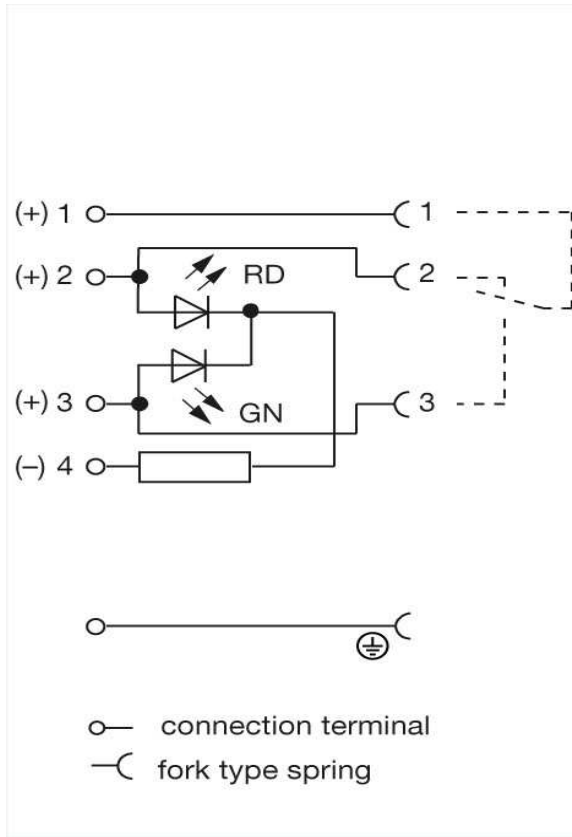 (+) 1 1
(+) 2 RD 2
(+) 3 GN 3
(–) 4
connection terminal
fork type spring